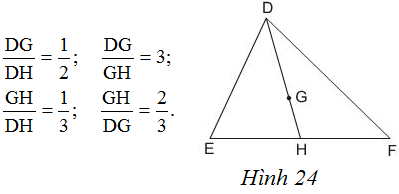 DG/DH = 1/2; DG/GH = 3;
GH/DH = 1/3; GH/DG = 2/3.
D
G
E H F
Hình 24